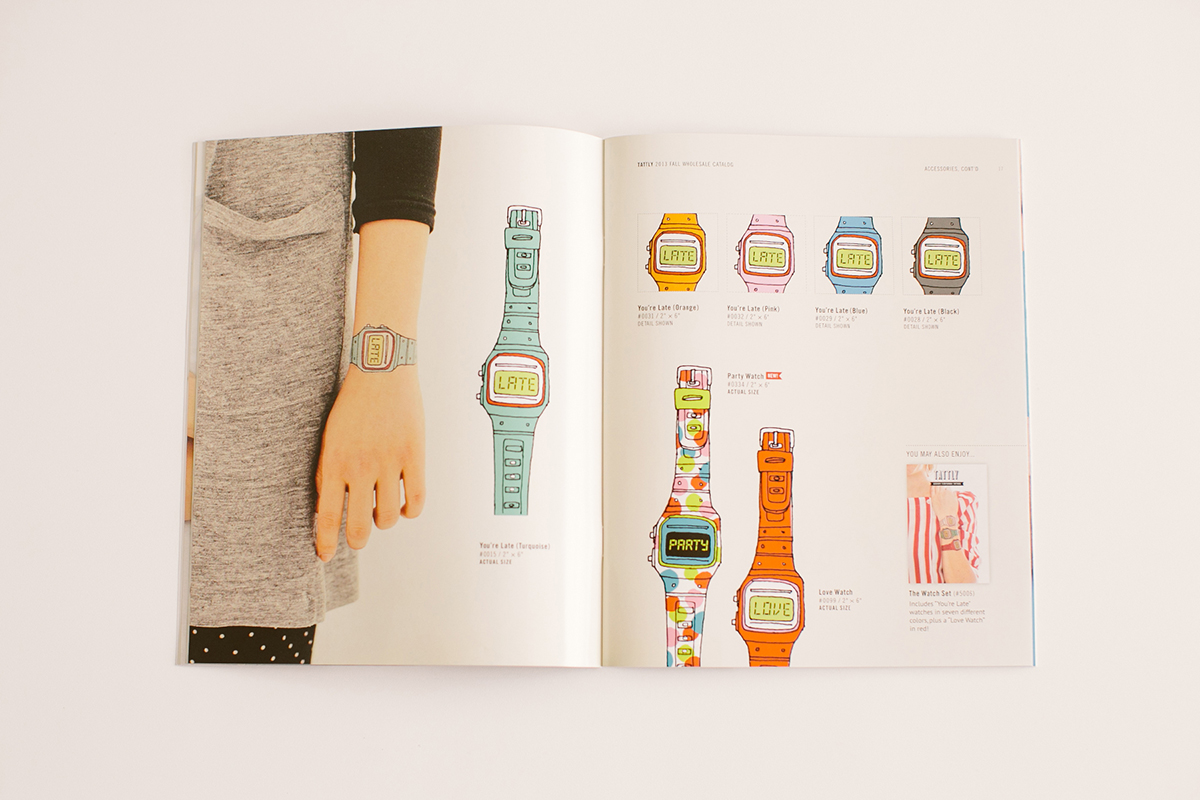 LATE
LATE
You're Late (Turquoise)
#0015 / 2" × 6"
ACTUAL SIZE
TATTLY, 2013 FALL WHOLESALE CATALOG
ACCESSORIES, CONT'D
LATE
LATE
LATE
LATE
You're Late (Orange)
#0031 / 2" × 6"
DETAIL SHOWN
You're Late (Pink)
#0032 / 2" × 6"
DETAIL SHOWN
You're Late (Blue)
#0029 / 2" × 6"
DETAIL SHOWN
You're Late (Black)
#0028 / 2" × 6"
DETAIL SHOWN
Party Watch NEW!
#0334 / 2" × 6"
ACTUAL SIZE
PARTY
LOVE
Love Watch
#0099 / 2" × 6"
ACTUAL SIZE
YOU MAY ALSO ENJOY...
TATTLY
The Watch Set (#5006)
Includes "You're Late"
watches in seven different
colors, plus a "Love Watch"
in red!